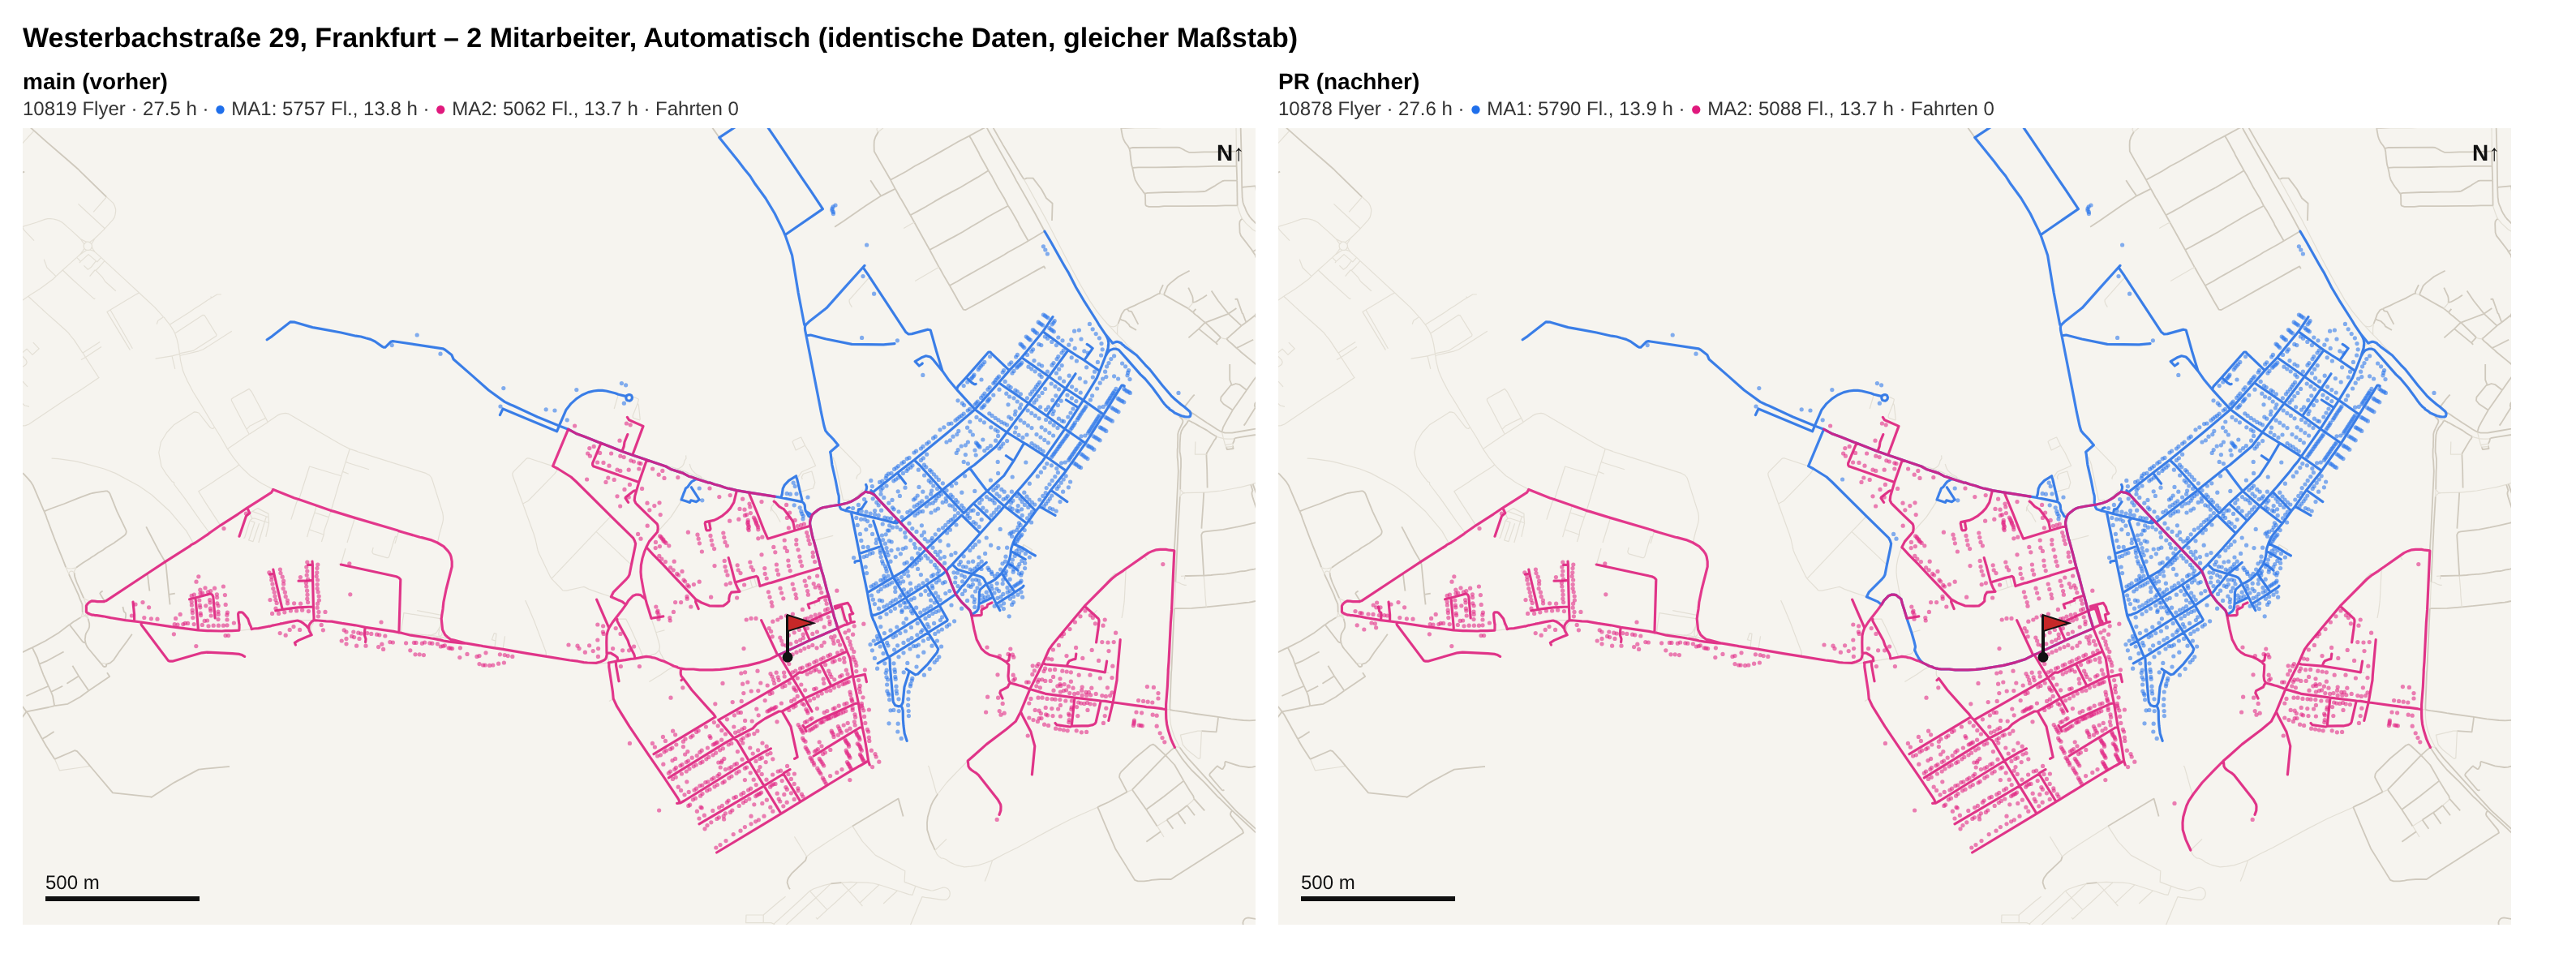 Westerbachstraße 29, Frankfurt – 2 Mitarbeiter, Automatisch (identische Daten, gleicher Maßstab)
main (vorher)
10819 Flyer · 27.5 h · ● MA1: 5757 Fl., 13.8 h · ● MA2: 5062 Fl., 13.7 h · Fahrten 0
N↑
500 m
PR (nachher)
10878 Flyer · 27.6 h · ● MA1: 5790 Fl., 13.9 h · ● MA2: 5088 Fl., 13.7 h · Fahrten 0
N↑
500 m